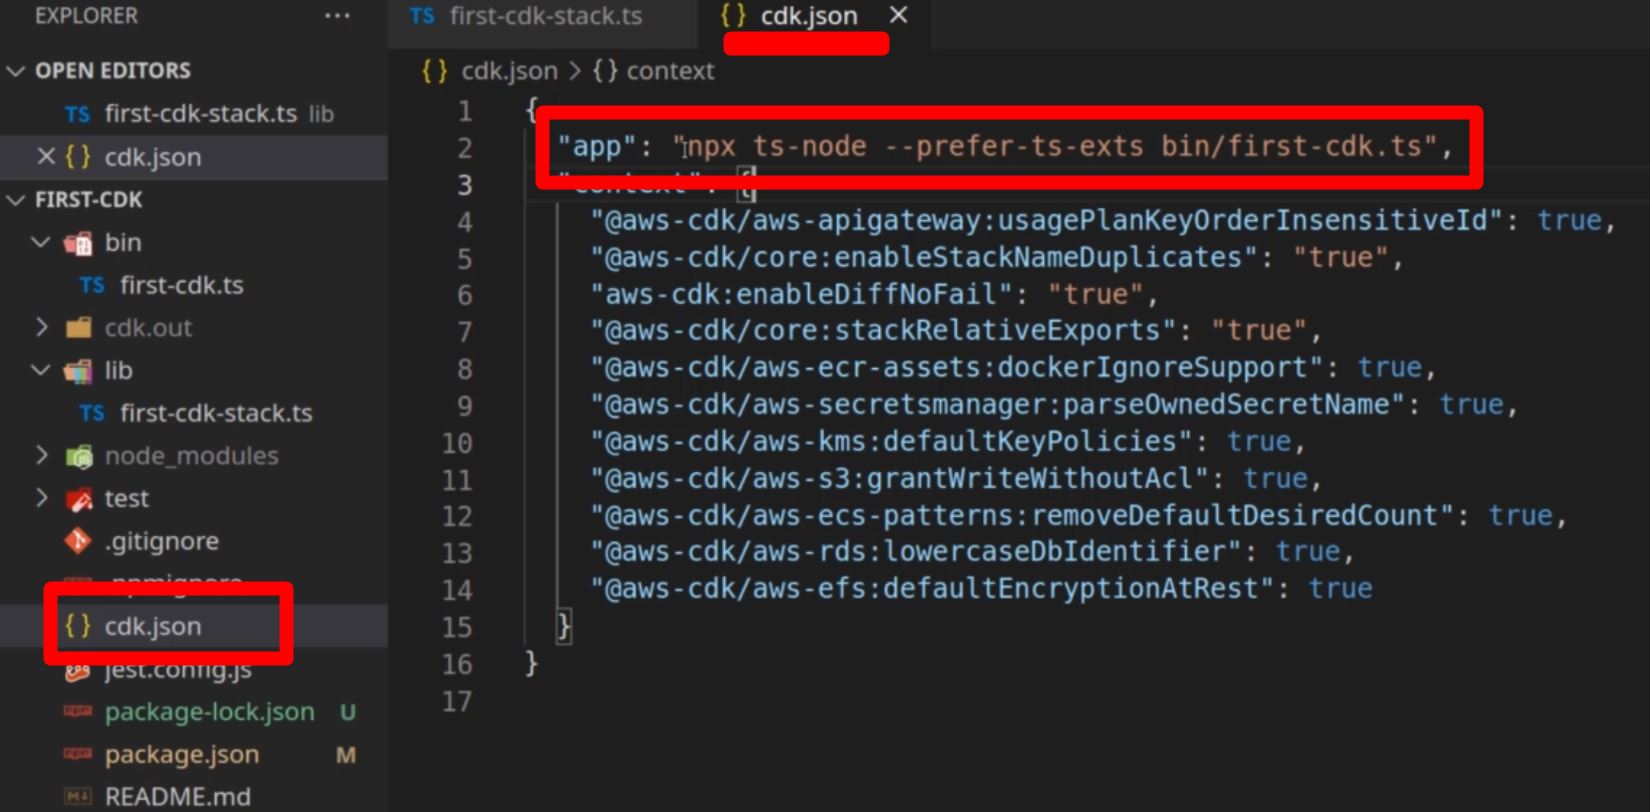 EXPLORER ...
OPEN EDITORS
TS first-cdk-stack.ts lib
{} cdk.json
FIRST-CDK
bin
TS first-cdk.ts
cdk.out
lib
TS first-cdk-stack.ts
node_modules
test
.gitignore
.npmignore
{} cdk.json
jest.config.js
package-lock.json U
package.json M
README.md
TS first-cdk-stack.ts
{} cdk.json ×
{} cdk.json > {} context
1 {
2 "app": "npx ts-node --prefer-ts-exts bin/first-cdk.ts",
3 "context": {
4 "@aws-cdk/aws-apigateway:usagePlanKeyOrderInsensitiveId": true,
5 "@aws-cdk/core:enableStackNameDuplicates": "true",
6 "aws-cdk:enableDiffNoFail": "true",
7 "@aws-cdk/core:stackRelativeExports": "true",
8 "@aws-cdk/aws-ecr-assets:dockerIgnoreSupport": true,
9 "@aws-cdk/aws-secretsmanager:parseOwnedSecretName": true,
10 "@aws-cdk/aws-kms:defaultKeyPolicies": true,
11 "@aws-cdk/aws-s3:grantWriteWithoutAcl": true,
12 "@aws-cdk/aws-ecs-patterns:removeDefaultDesiredCount": true,
13 "@aws-cdk/aws-rds:lowercaseDbIdentifier": true,
14 "@aws-cdk/aws-efs:defaultEncryptionAtRest": true
15 }
16 }
17